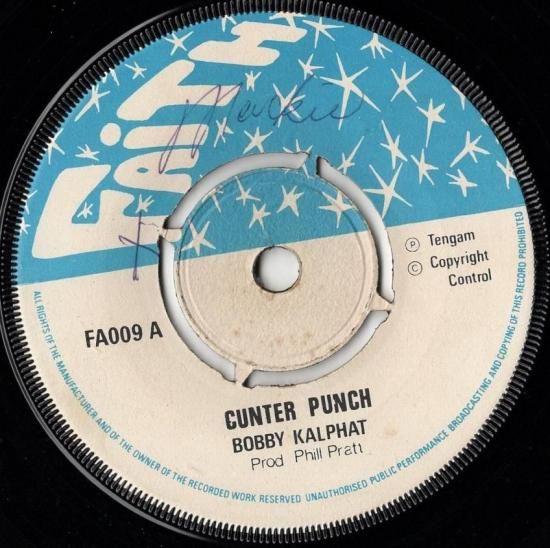 FAITH
Mackie
Ⓟ Tengam
© Copyright
Control
FA009 A
CUNTER PUNCH
BOBBY KALPHAT
Prod Phill Pratt
ALL RIGHTS OF THE MANUFACTURER AND OF THE OWNER OF THE RECORDED WORK RESERVED UNAUTHORISED PUBLIC PERFORMANCE BROADCASTING AND COPYING OF THIS RECORD PROHIBITED